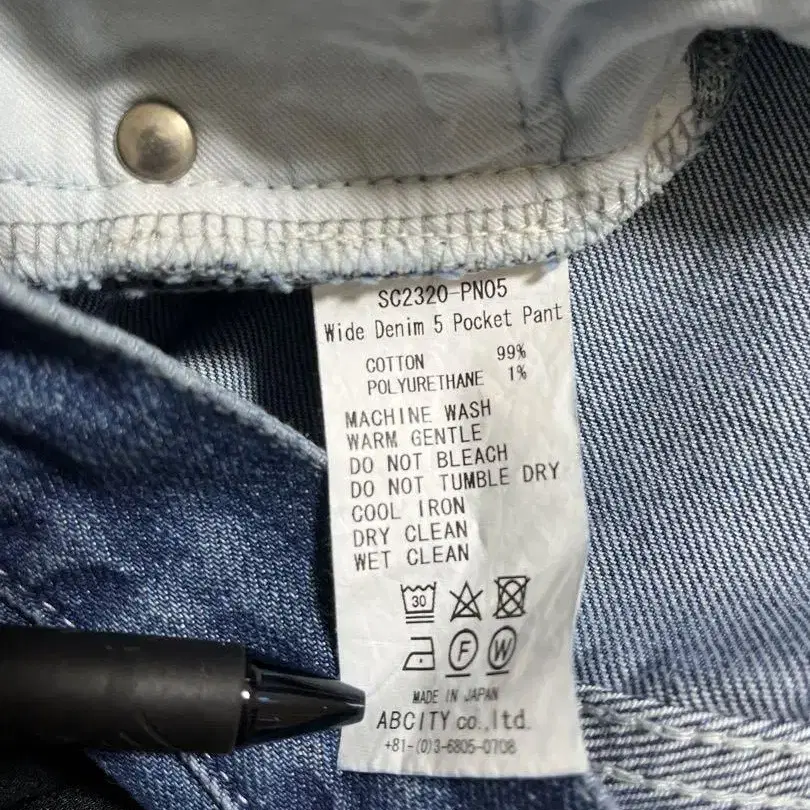 SC2320-PN05
Wide Denim 5 Pocket Pant
COTTON 99%
POLYURETHANE 1%
MACHINE WASH
WARM GENTLE
DO NOT BLEACH
DO NOT TUMBLE DRY
COOL IRON
DRY CLEAN
WET CLEAN
30
F W
MADE IN JAPAN
ABCITY co.,ltd.
+81-(0)3-6805-0708